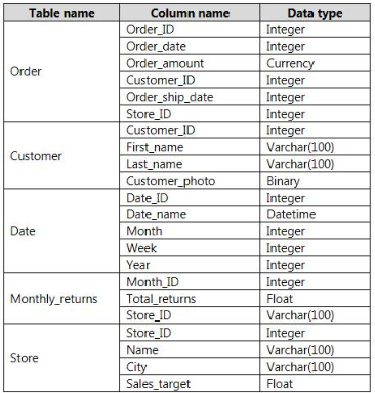 Table name Column name Data type
Order
Order_ID Integer
Order_date Integer
Order_amount Currency
Customer_ID Integer
Order_ship_date Integer
Store_ID Integer
Customer
Customer_ID Integer
First_name Varchar(100)
Last_name Varchar(100)
Customer_photo Binary
Date
Date_ID Integer
Date_name Datetime
Month Integer
Week Integer
Year Integer
Monthly_returns
Month_ID Integer
Total_returns Float
Store_ID Varchar(100)
Store
Store_ID Integer
Name Varchar(100)
City Varchar(100)
Sales_target Float